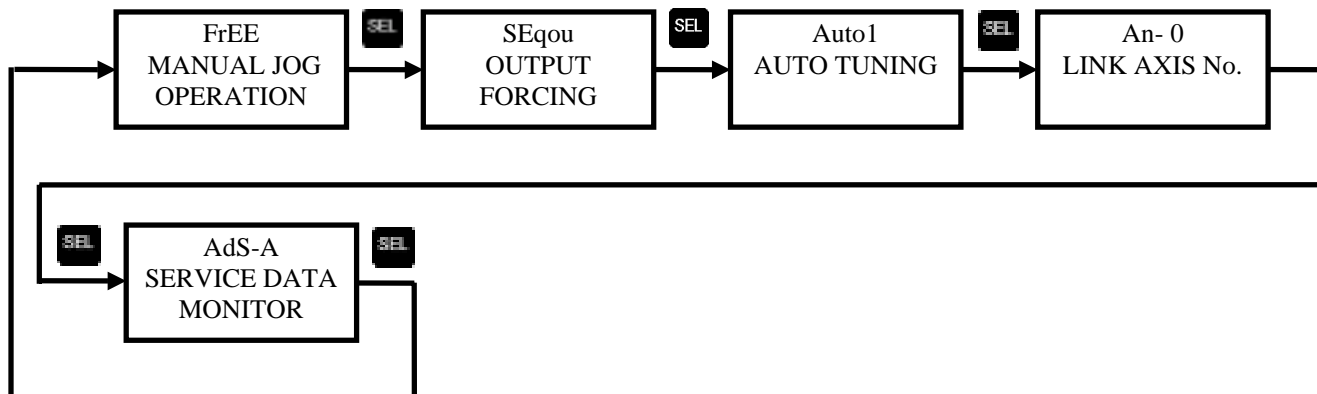 FrEE
MANUAL JOG
OPERATION
SEL
SEqou
OUTPUT
FORCING
SEL
Auto1
AUTO TUNING
SEL
An- 0
LINK AXIS No.
SEL
AdS-A
SERVICE DATA
MONITOR
SEL